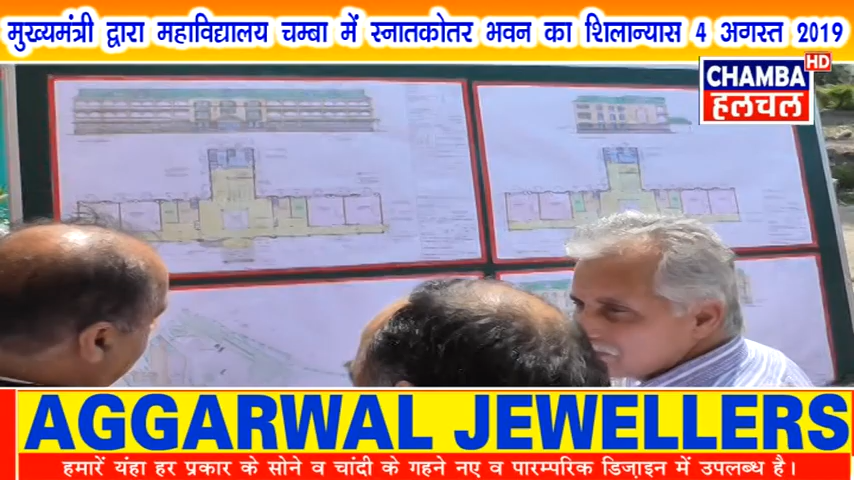 मुख्यमंत्री द्वारा महाविद्यालय चम्बा में स्नातकोतर भवन का शिलान्यास 4 अगस्त 2019
CHAMBA HD
हलचल
AGGARWAL JEWELLERS
हमारें यंहा हर प्रकार के सोने व चांदी के गहने नए व पारम्परिक डिज़ाइन में उपलब्ध है।